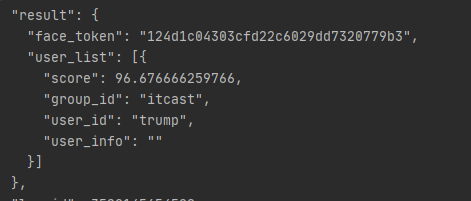 "result": {
"face_token": "124d1c04303cfd22c6029dd7320779b3",
"user_list": [{
"score": 96.676666259766,
"group_id": "itcast",
"user_id": "trump",
"user_info": ""
}]
},